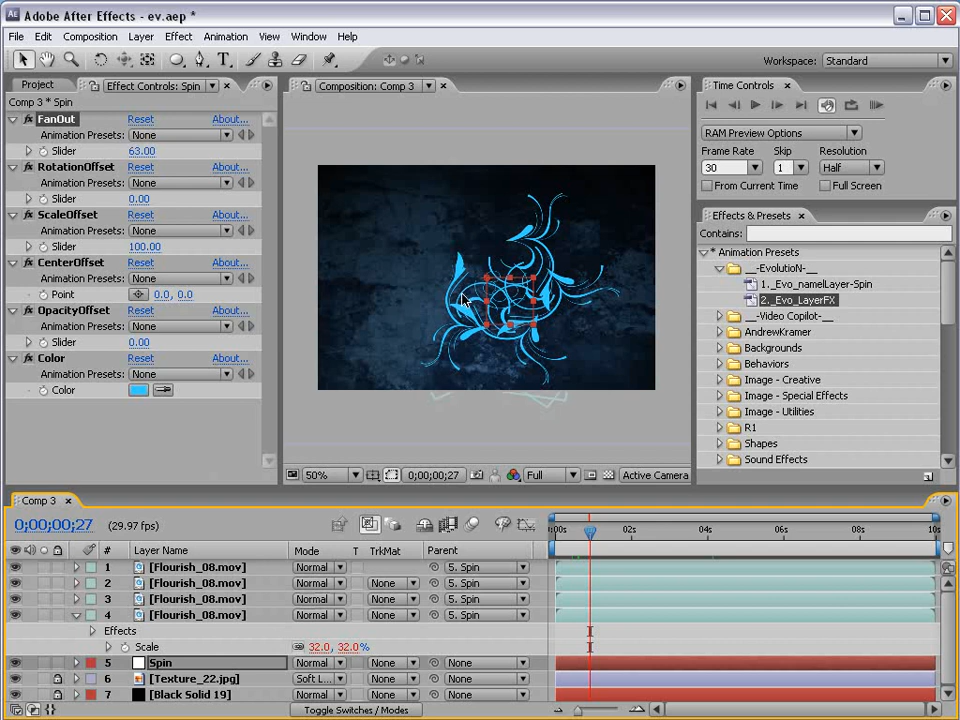 Adobe After Effects - ev.aep *
File Edit Composition Layer Effect Animation View Window Help
Workspace: Standard
Project Effect Controls: Spin
Comp 3 * Spin
FanOut Reset About...
Animation Presets: None
Slider 63.00
RotationOffset Reset About...
Animation Presets: None
Slider 0.00
ScaleOffset Reset About...
Animation Presets: None
Slider 100.00
CenterOffset Reset About...
Animation Presets: None
Point 0.0, 0.0
OpacityOffset Reset About...
Animation Presets: None
Slider 0.00
Color Reset About...
Animation Presets: None
Color
Composition: Comp 3
50% 0;00;00;27 Full Active Camera
Time Controls
RAM Preview Options
Frame Rate Skip Resolution
30 1 Half
From Current Time Full Screen
Effects & Presets
Contains:
* Animation Presets
__-EvolutioN-__
1._Evo_namelLayer-Spin
2._Evo_LayerFX
__-Video Copilot-__
AndrewKramer
Backgrounds
Behaviors
Image - Creative
Image - Special Effects
Image - Utilities
R1
Shapes
Sound Effects
Comp 3
0;00;00;27 (29.97 fps)
:00s 02s 04s 06s 08s 10s
# Layer Name Mode T TrkMat Parent
1 [Flourish_08.mov] Normal 5. Spin
2 [Flourish_08.mov] Normal None 5. Spin
3 [Flourish_08.mov] Normal None 5. Spin
4 [Flourish_08.mov] Normal None 5. Spin
Effects
Scale 32.0, 32.0%
5 Spin Normal None None
6 [Texture_22.jpg] Soft L... None None
7 [Black Solid 19] Normal None None
Toggle Switches / Modes